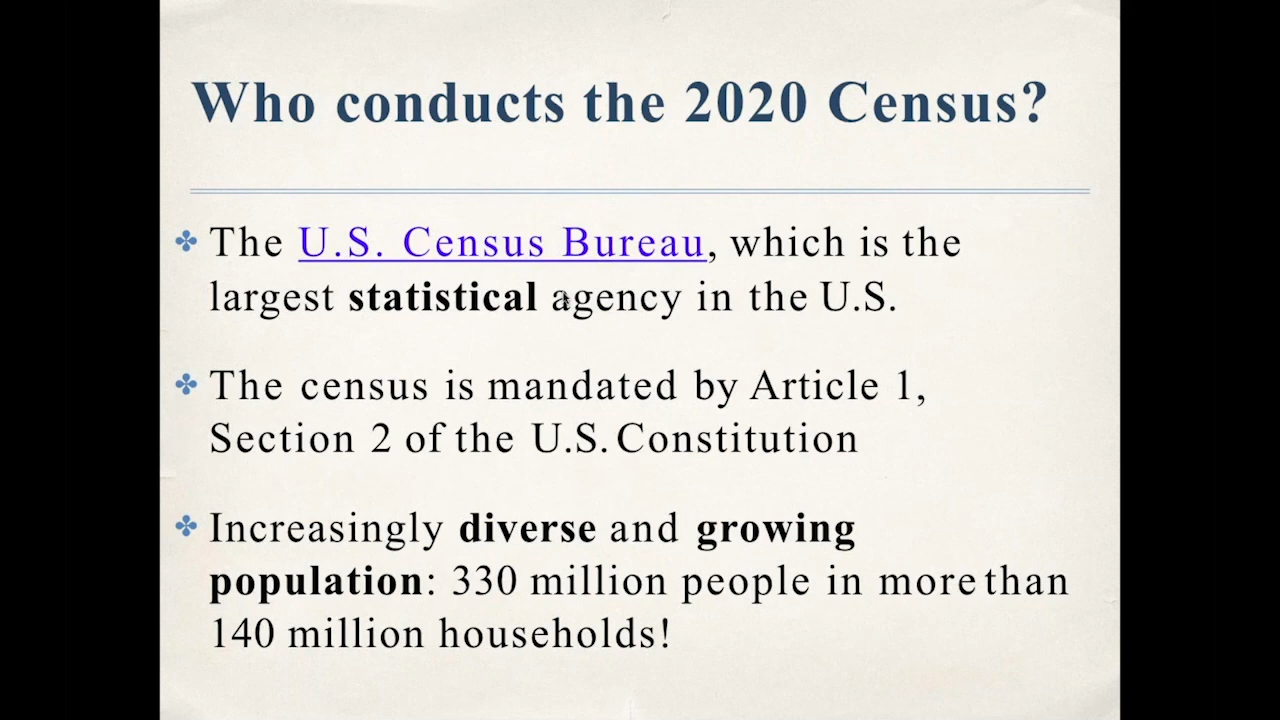 Who conducts the 2020 Census?
The U.S. Census Bureau, which is the
largest statistical agency in the U.S.
The census is mandated by Article 1,
Section 2 of the U.S. Constitution
Increasingly diverse and growing
population: 330 million people in more than
140 million households!